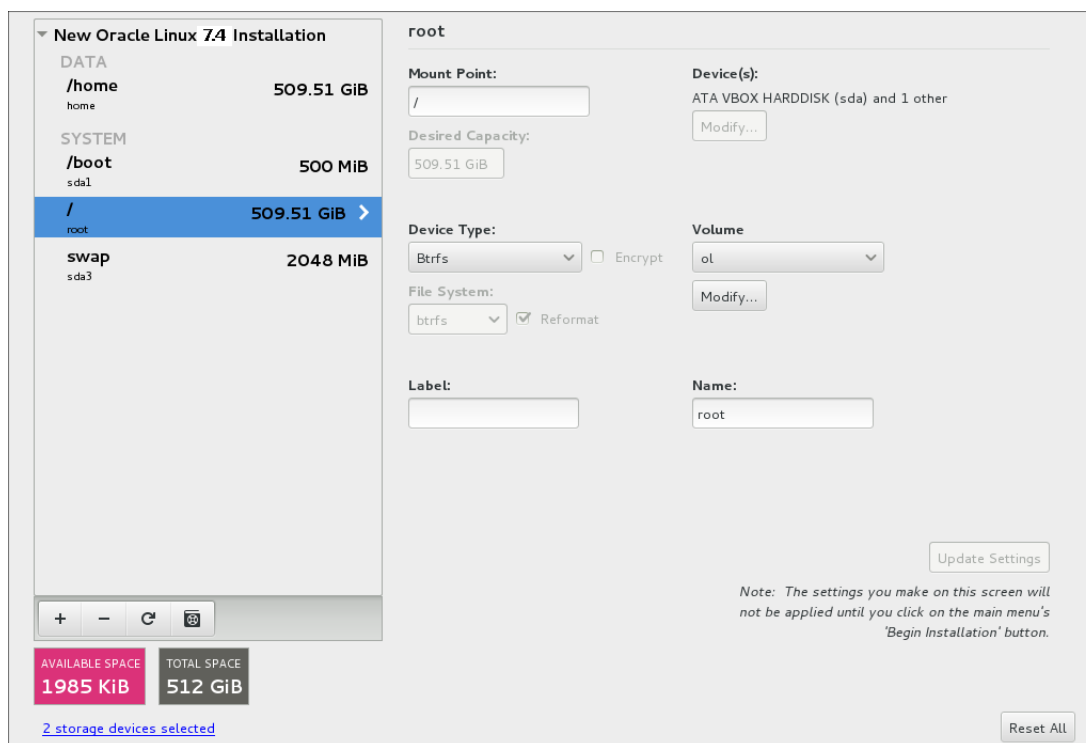 New Oracle Linux 7.4 Installation
DATA
/home 509.51 GiB
home
SYSTEM
/boot 500 MiB
sda1
/ 509.51 GiB
root
swap 2048 MiB
sda3
AVAILABLE SPACE
1985 KiB
TOTAL SPACE
512 GiB
2 storage devices selected
root
Mount Point:
/
Desired Capacity:
509.51 GiB
Device(s):
ATA VBOX HARDDISK (sda) and 1 other
Modify...
Device Type:
Btrfs
Encrypt
File System:
btrfs
Reformat
Volume
ol
Modify...
Label:
Name:
root
Update Settings
Note: The settings you make on this screen will
not be applied until you click on the main menu's
'Begin Installation' button.
Reset All